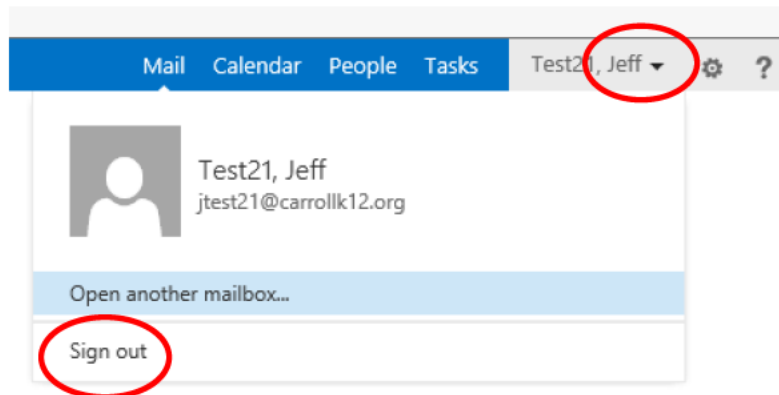 Mail Calendar People Tasks Test21, Jeff ?
Test21, Jeff
jtest21@carrollk12.org
Open another mailbox...
Sign out